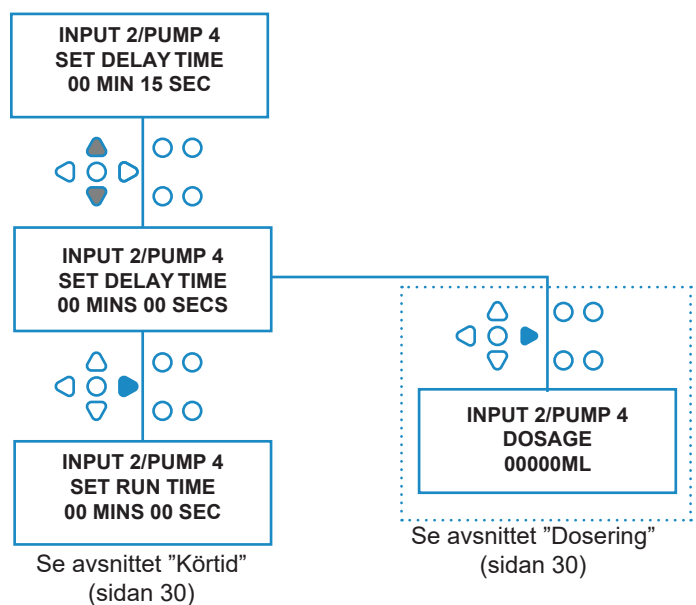 INPUT 2/PUMP 4
SET DELAY TIME
00 MIN 15 SEC
INPUT 2/PUMP 4
SET DELAY TIME
00 MINS 00 SECS
INPUT 2/PUMP 4
SET RUN TIME
00 MINS 00 SEC
Se avsnittet ”Körtid”
(sidan 30)
INPUT 2/PUMP 4
DOSAGE
00000ML
Se avsnittet ”Dosering”
(sidan 30)